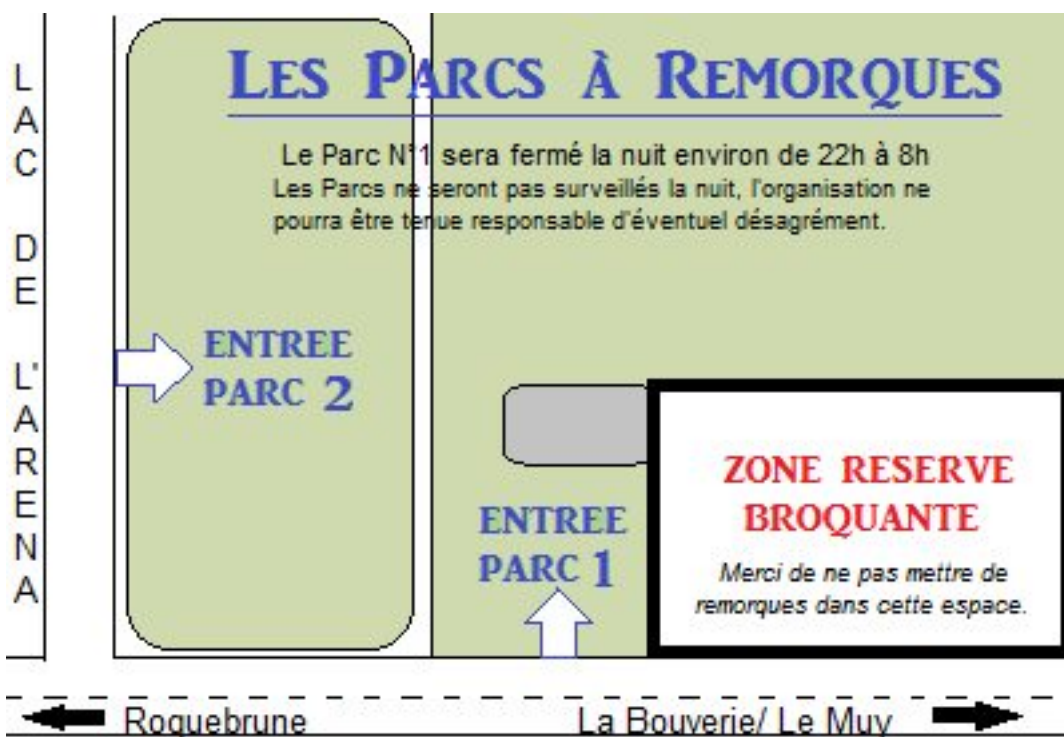 LES PARCS À REMORQUES
Le Parc N°1 sera fermé la nuit environ de 22h à 8h
Les Parcs ne seront pas surveillés la nuit, l'organisation ne
pourra être tenue responsable d'éventuel désagrément.
LAC DE L'ARENA
ENTREE
PARC 2
ENTREE
PARC 1
ZONE RESERVE
BROQUANTE
Merci de ne pas mettre de
remorques dans cette espace.
Roquebrune
La Bouverie/ Le Muy